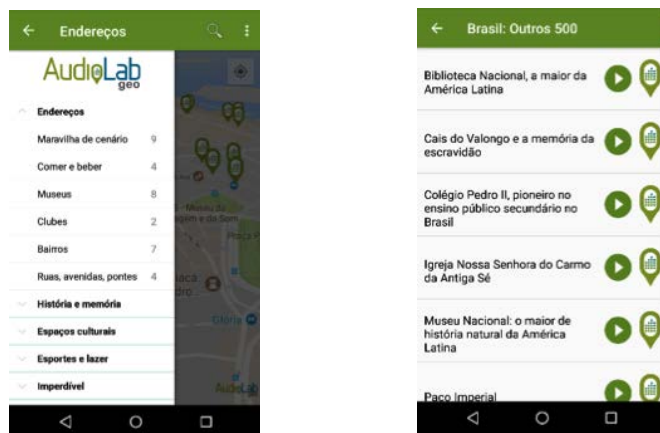 Endereços
AudioLab
geo
Endereços
Maravilha de cenário 9
Comer e beber 4
Museus 8
Clubes 2
Bairros 7
Ruas, avenidas, pontes 4
História e memória
Espaços culturais
Esportes e lazer
Imperdível
Museu da
Glória
Brasil: Outros 500
Biblioteca Nacional, a maior da
América Latina
Cais do Valongo e a memória da
escravidão
Colégio Pedro II, pioneiro no
ensino público secundário no
Brasil
Igreja Nossa Senhora do Carmo
da Antiga Sé
Museu Nacional: o maior de
história natural da América
Latina
Paço Imperial